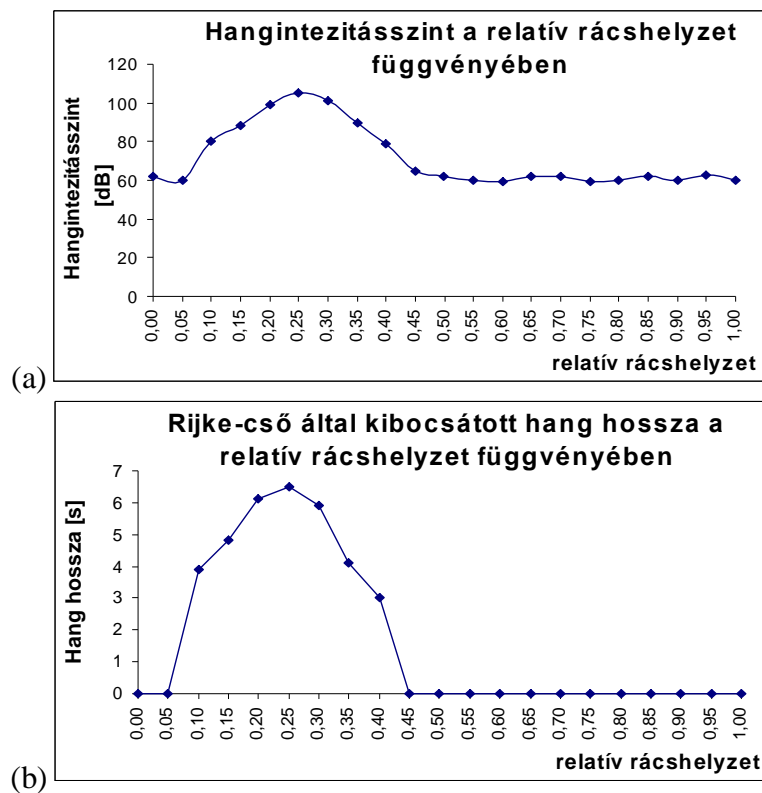 Hangintezitásszint a relatív rácshelyzet
függvényében
Hangintezitásszint
[dB]
120
100
80
60
40
20
0
0,00 0,05 0,10 0,15 0,20 0,25 0,30 0,35 0,40 0,45 0,50 0,55 0,60 0,65 0,70 0,75 0,80 0,85 0,90 0,95 1,00
relatív rácshelyzet
(a)
Rijke-cső által kibocsátott hang hossza a
relatív rácshelyzet függvényében
Hang hossza [s]
7
6
5
4
3
2
1
0
0,00 0,05 0,10 0,15 0,20 0,25 0,30 0,35 0,40 0,45 0,50 0,55 0,60 0,65 0,70 0,75 0,80 0,85 0,90 0,95 1,00
relatív rácshelyzet
(b)